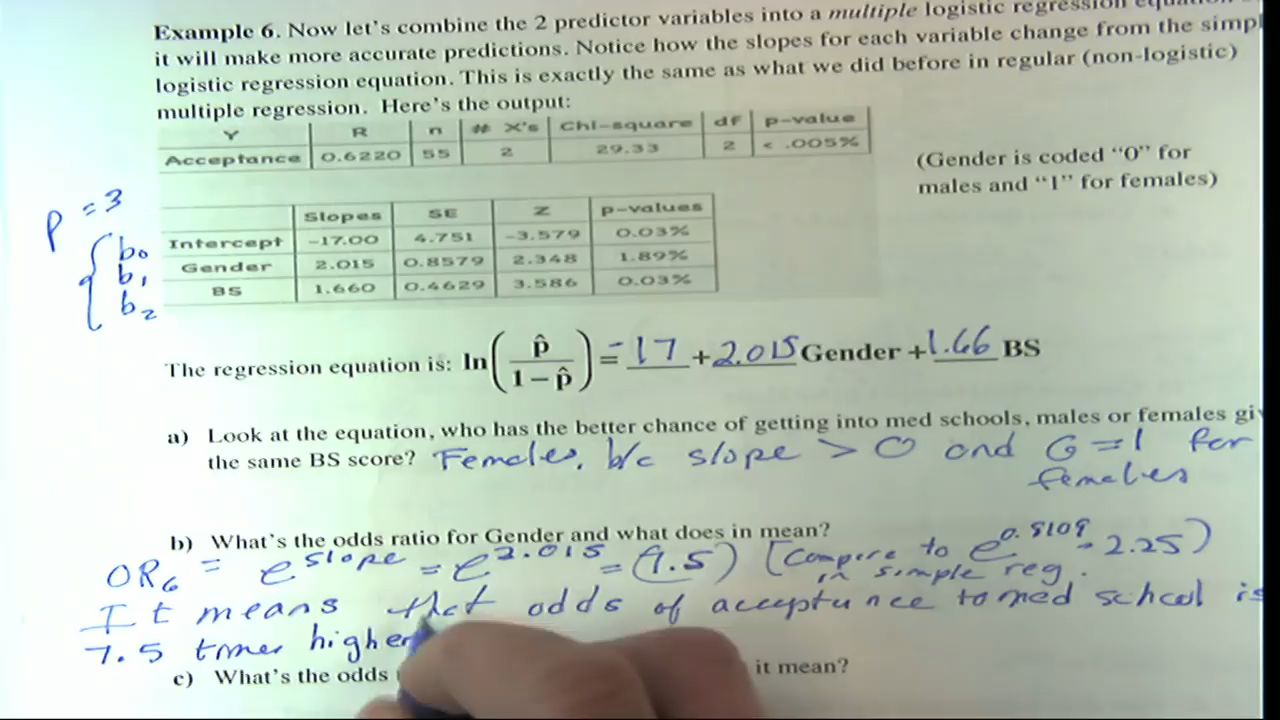 Example 6. Now let's combine the 2 predictor variables into a multiple logistic regression
it will make more accurate predictions. Notice how the slopes for each variable change from the simpl
logistic regression equation. This is exactly the same as what we did before in regular (non-logistic)
multiple regression. Here's the output:
Y R n # X's Chi-square df p-value
Acceptance 0.6220 55 2 29.33 2 < .005%
(Gender is coded "0" for
males and "1" for females)
P = 3
b0
b1
b2
Slopes SE Z p-values
Intercept -17.00 4.751 -3.579 0.03%
Gender 2.015 0.8579 2.348 1.89%
BS 1.660 0.4629 3.586 0.03%
The regression equation is: ln(p̂/1 – p̂) = -17 + 2.015 Gender + 1.66 BS
a) Look at the equation, who has the better chance of getting into med schools, males or females gi
the same BS score? Females, b/c slope > 0 and G = 1 for
females
b) What's the odds ratio for Gender and what does in mean?
OR6 = e^slope = e^2.015 = (7.5) [Compare to e^0.8109 = 2.25)
in simple reg.
It means that odds of acceptance to med school is
7.5 times higher
c) What's the odds it mean?